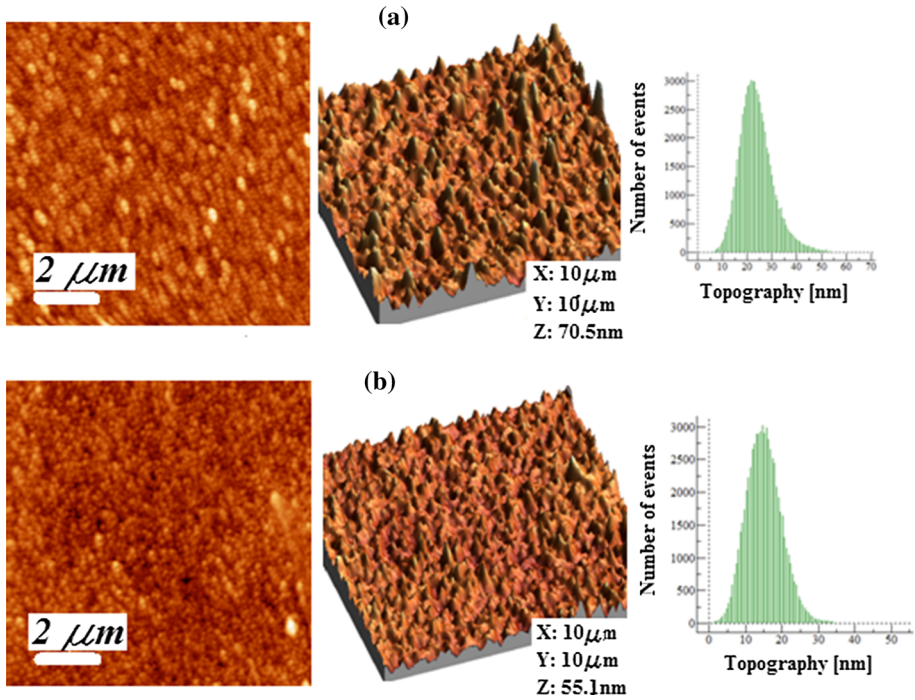 (a)
2 μm
X: 10μm
Y: 10μm
Z: 70.5nm
Number of events
3000
2500
2000
1500
1000
500
0
0 10 20 30 40 50 60 70
Topography [nm]
(b)
2 μm
X: 10μm
Y: 10μm
Z: 55.1nm
Number of events
3000
2500
2000
1500
1000
500
0
0 10 20 30 40 50
Topography [nm]